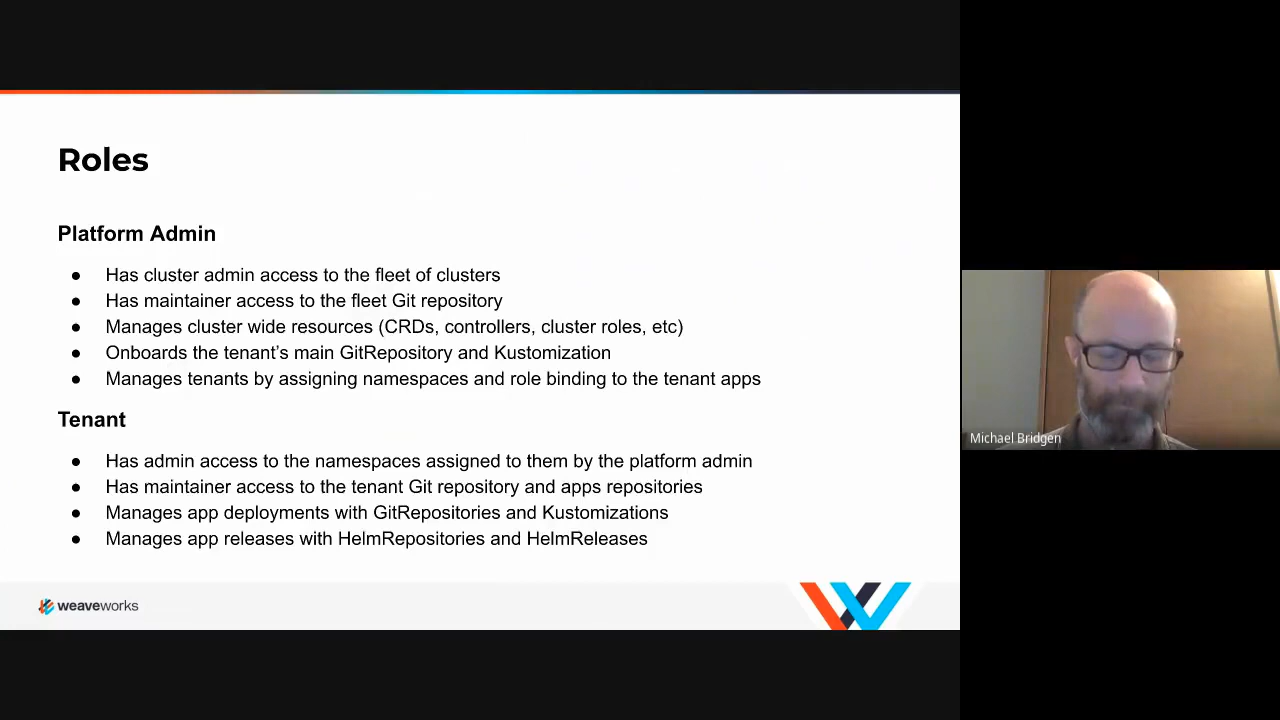 Roles
Platform Admin
● Has cluster admin access to the fleet of clusters
● Has maintainer access to the fleet Git repository
● Manages cluster wide resources (CRDs, controllers, cluster roles, etc)
● Onboards the tenant’s main GitRepository and Kustomization
● Manages tenants by assigning namespaces and role binding to the tenant apps
Tenant
● Has admin access to the namespaces assigned to them by the platform admin
● Has maintainer access to the tenant Git repository and apps repositories
● Manages app deployments with GitRepositories and Kustomizations
● Manages app releases with HelmRepositories and HelmReleases
weaveworks
Michael Bridgen